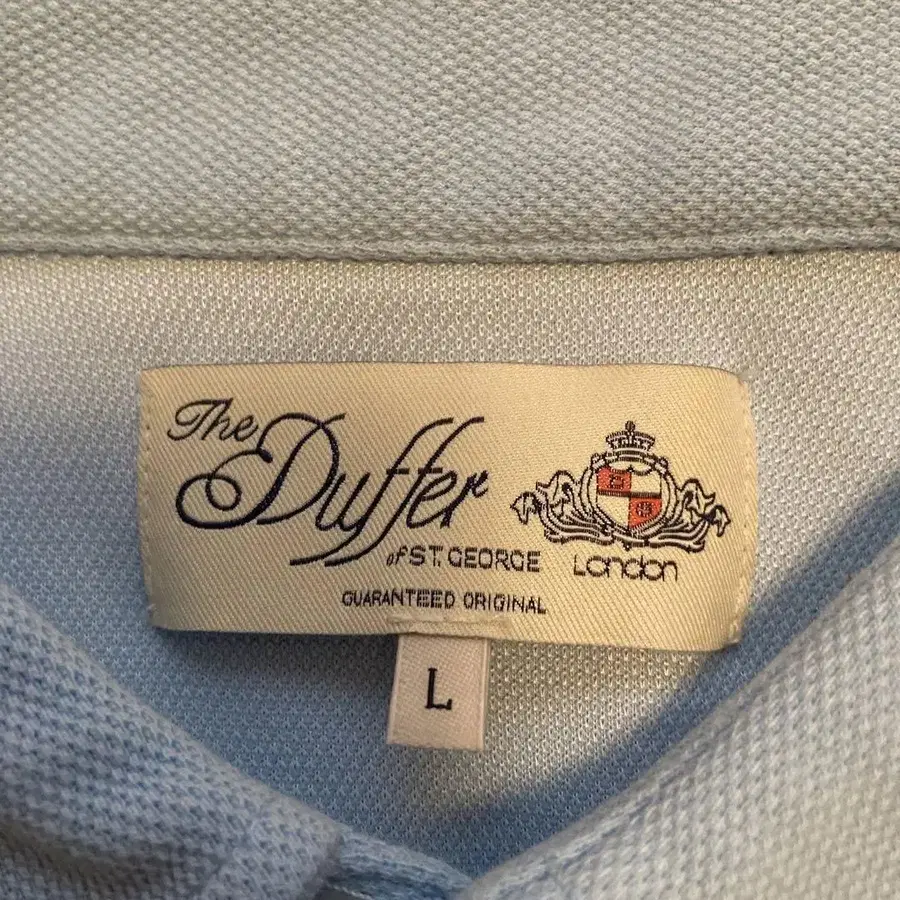 The Duffer
of ST. GEORGE
London
GUARANTEED ORIGINAL
L